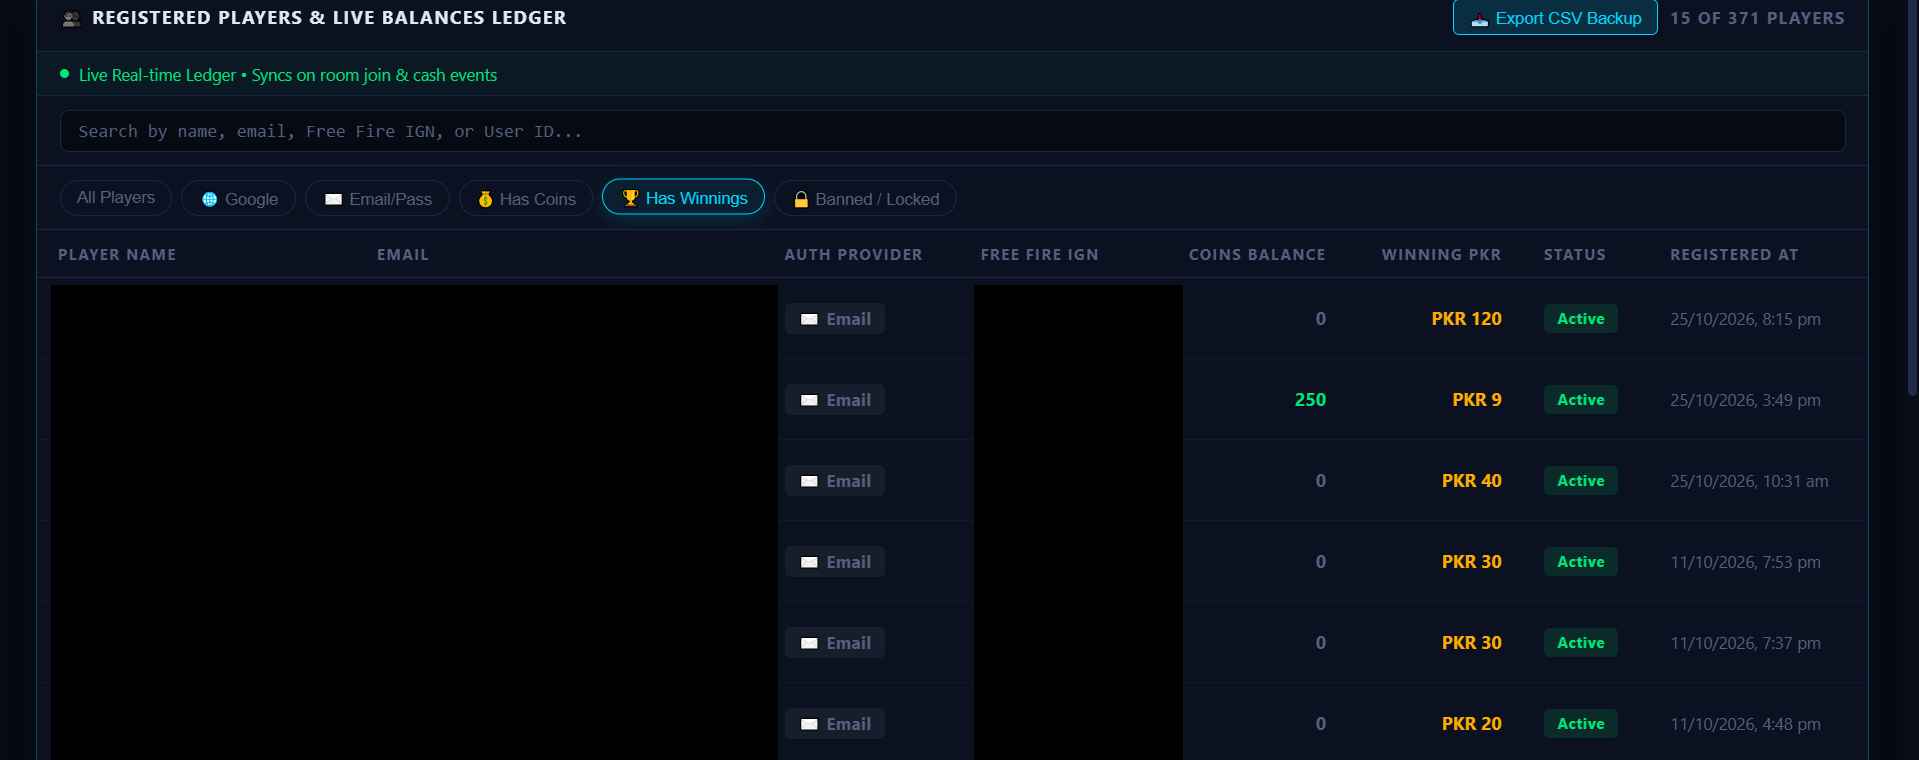 REGISTERED PLAYERS & LIVE BALANCES LEDGER Export CSV Backup 15 OF 371 PLAYERS
Live Real-time Ledger • Syncs on room join & cash events
Search by name, email, Free Fire IGN, or User ID...
All Players Google Email/Pass Has Coins Has Winnings Banned / Locked
PLAYER NAME EMAIL AUTH PROVIDER FREE FIRE IGN COINS BALANCE WINNING PKR STATUS REGISTERED AT
Email 0 PKR 120 Active 25/10/2026, 8:15 pm
Email 250 PKR 9 Active 25/10/2026, 3:49 pm
Email 0 PKR 40 Active 25/10/2026, 10:31 am
Email 0 PKR 30 Active 11/10/2026, 7:53 pm
Email 0 PKR 30 Active 11/10/2026, 7:37 pm
Email 0 PKR 20 Active 11/10/2026, 4:48 pm